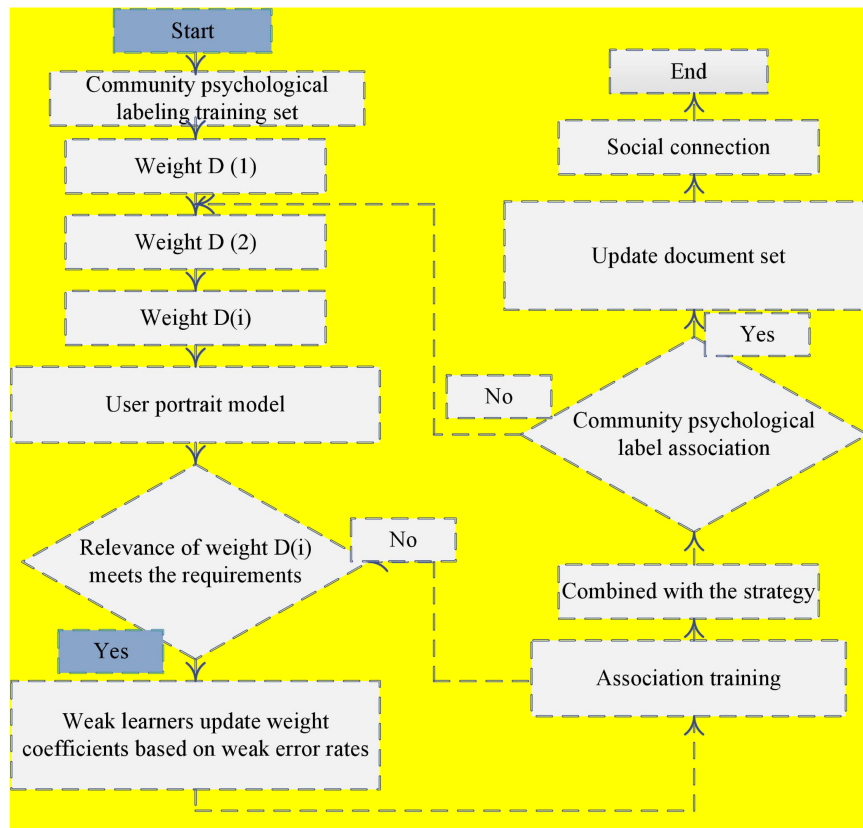 Start
Community psychological
labeling training set
Weight D (1)
Weight D (2)
Weight D(i)
User portrait model
Relevance of weight D(i)
meets the requirements
No
Yes
Weak learners update weight
coefficients based on weak error rates
Association training
Combined with the strategy
Community psychological
label association
No
Yes
Update document set
Social connection
End